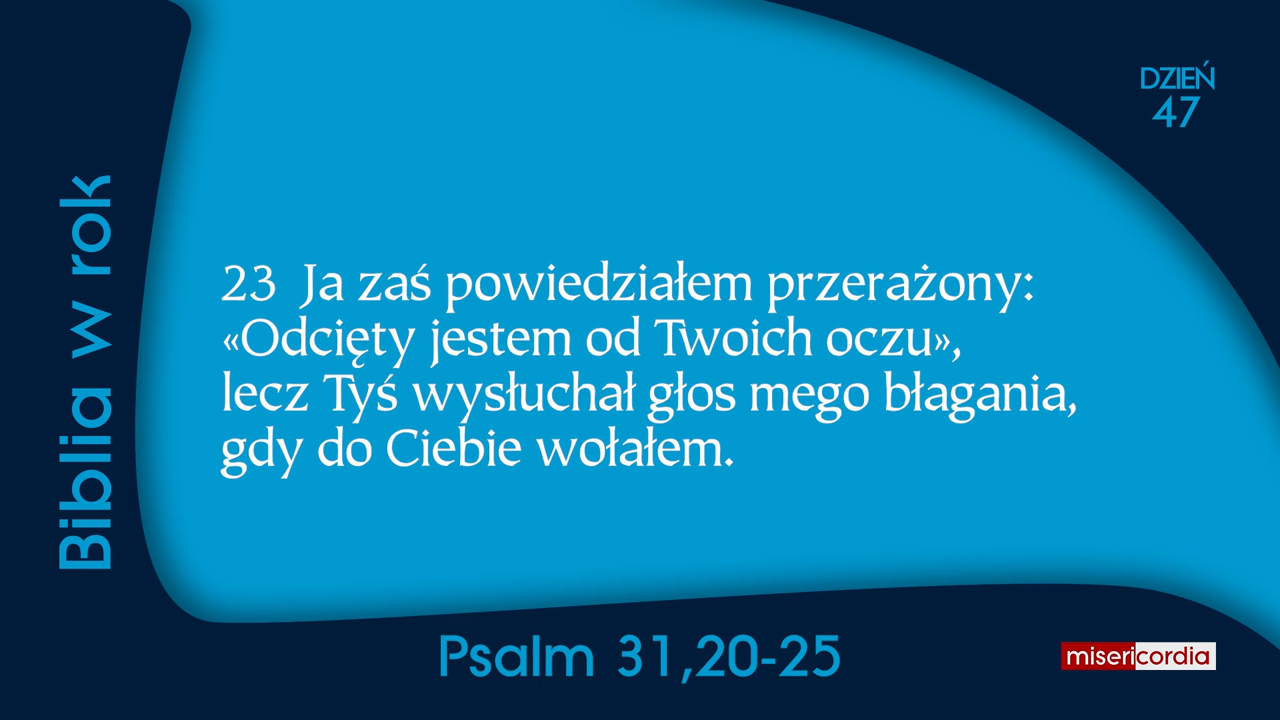 DZIEŃ
47
Biblia w rok
23 Ja zaś powiedziałem przerażony:
«Odcięty jestem od Twoich oczu»,
lecz Tyś wysłuchał głos mego błagania,
gdy do Ciebie wołałem.
Psalm 31,20-25
misericordia